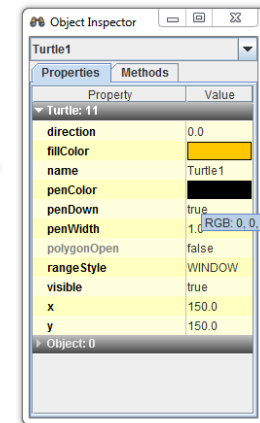 Object Inspector
Turtle1
Properties Methods
Property Value
Turtle: 11
direction 0.0
fillColor
name Turtle1
penColor
penDown true
penWidth 1.0 RGB: 0, 0,
polygonOpen false
rangeStyle WINDOW
visible true
x 150.0
y 150.0
Object: 0